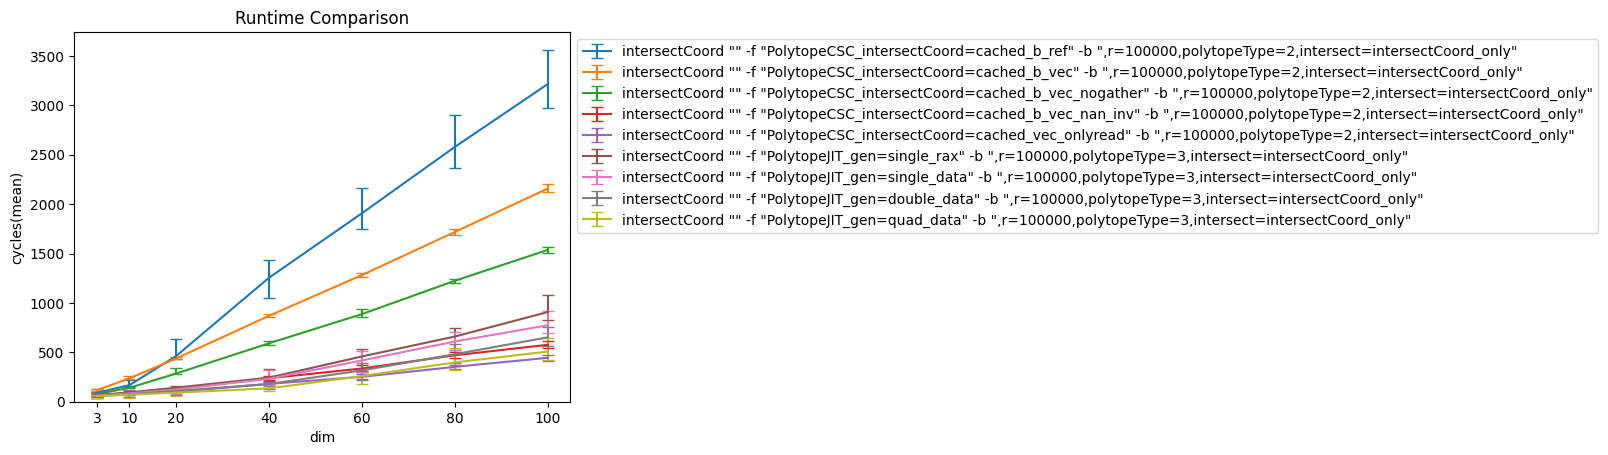 Runtime Comparison
cycles(mean)
3500
3000
2500
2000
1500
1000
500
0
3 10 20 40 60 80 100
dim
intersectCoord "" -f "PolytopeCSC_intersectCoord=cached_b_ref" -b ",r=100000,polytopeType=2,intersect=intersectCoord_only"
intersectCoord "" -f "PolytopeCSC_intersectCoord=cached_b_vec" -b ",r=100000,polytopeType=2,intersect=intersectCoord_only"
intersectCoord "" -f "PolytopeCSC_intersectCoord=cached_b_vec_nogather" -b ",r=100000,polytopeType=2,intersect=intersectCoord_only"
intersectCoord "" -f "PolytopeCSC_intersectCoord=cached_b_vec_nan_inv" -b ",r=100000,polytopeType=2,intersect=intersectCoord_only"
intersectCoord "" -f "PolytopeCSC_intersectCoord=cached_vec_onlyread" -b ",r=100000,polytopeType=2,intersect=intersectCoord_only"
intersectCoord "" -f "PolytopeJIT_gen=single_rax" -b ",r=100000,polytopeType=3,intersect=intersectCoord_only"
intersectCoord "" -f "PolytopeJIT_gen=single_data" -b ",r=100000,polytopeType=3,intersect=intersectCoord_only"
intersectCoord "" -f "PolytopeJIT_gen=double_data" -b ",r=100000,polytopeType=3,intersect=intersectCoord_only"
intersectCoord "" -f "PolytopeJIT_gen=quad_data" -b ",r=100000,polytopeType=3,intersect=intersectCoord_only"